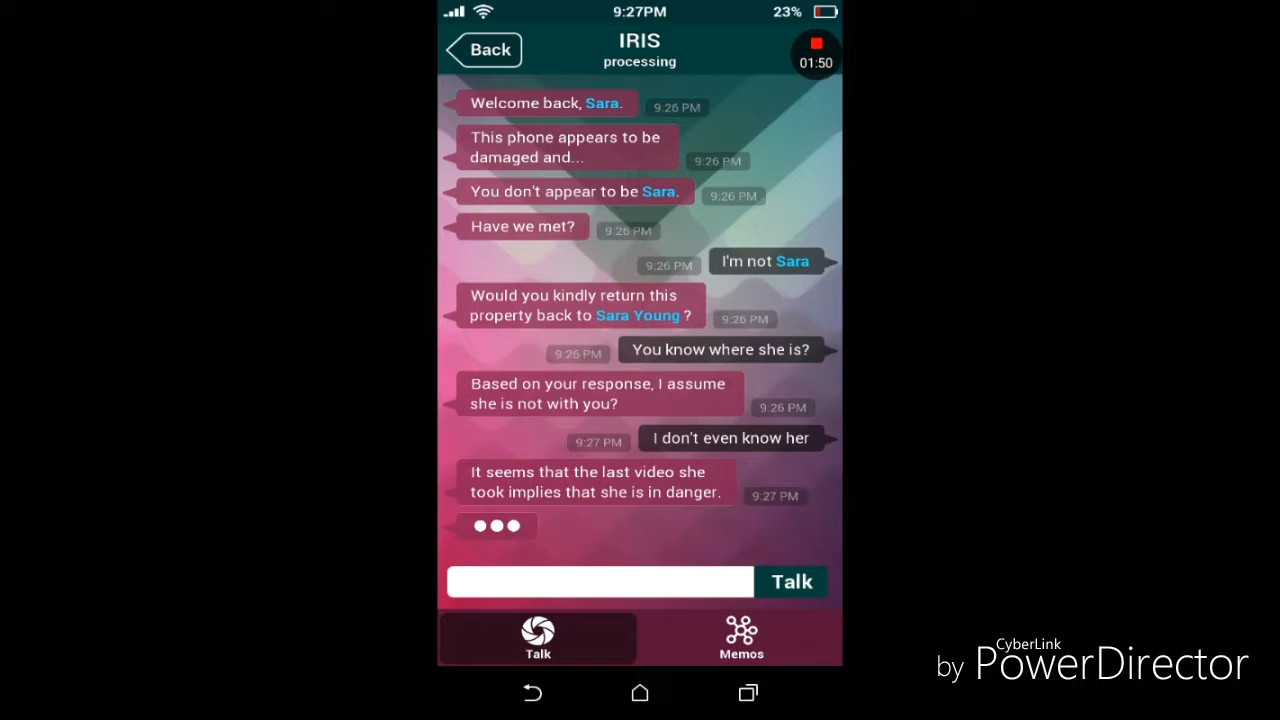 9:27PM
23%
Back
IRIS
processing
01:50
Welcome back, Sara.
9:26 PM
This phone appears to be
damaged and...
9:26 PM
You don't appear to be Sara.
9:26 PM
Have we met?
9:26 PM
I'm not Sara
9:26 PM
Would you kindly return this
property back to Sara Young ?
9:26 PM
You know where she is?
9:26 PM
Based on your response, I assume
she is not with you?
9:26 PM
I don't even know her
9:27 PM
It seems that the last video she
took implies that she is in danger.
9:27 PM
Talk
Talk
Memos
CyberLink
by PowerDirector